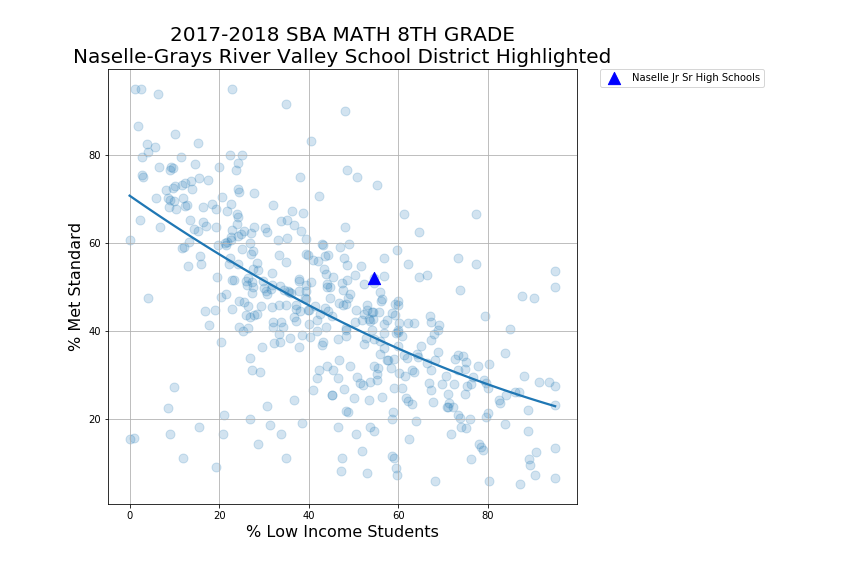 2017-2018 SBA MATH 8TH GRADE
Naselle-Grays River Valley School District Highlighted
Naselle Jr Sr High Schools
80
60
40
20
% Met Standard
0 20 40 60 80
% Low Income Students